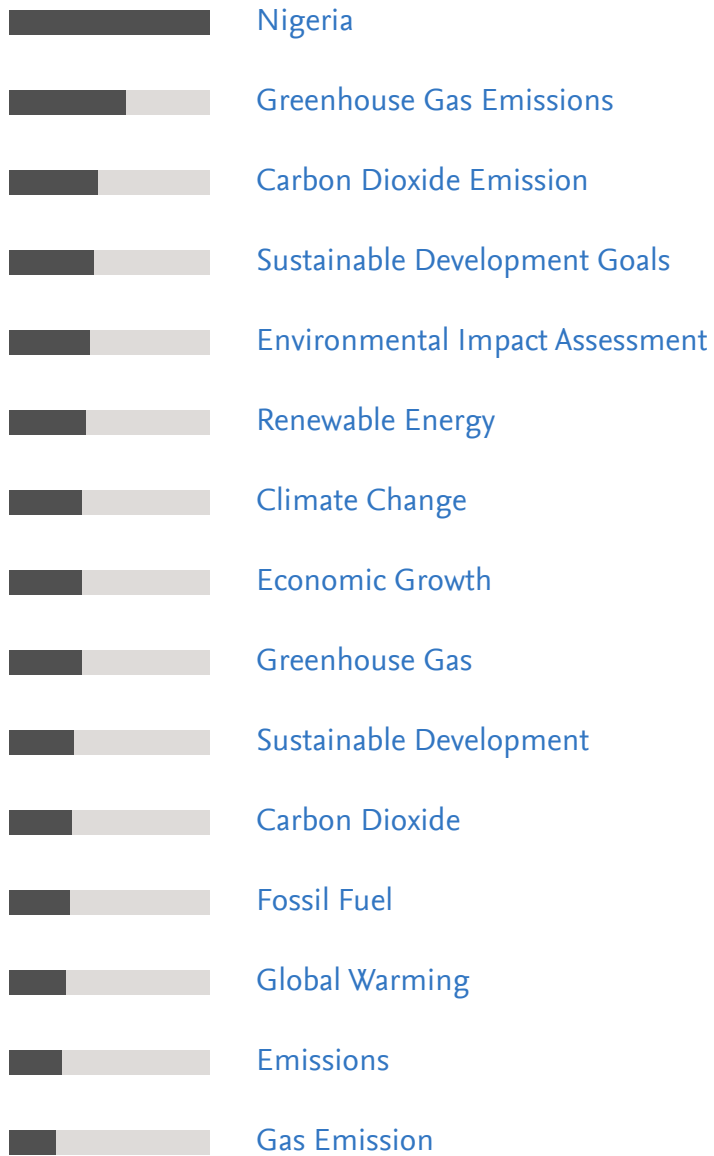 Nigeria
Greenhouse Gas Emissions
Carbon Dioxide Emission
Sustainable Development Goals
Environmental Impact Assessment
Renewable Energy
Climate Change
Economic Growth
Greenhouse Gas
Sustainable Development
Carbon Dioxide
Fossil Fuel
Global Warming
Emissions
Gas Emission